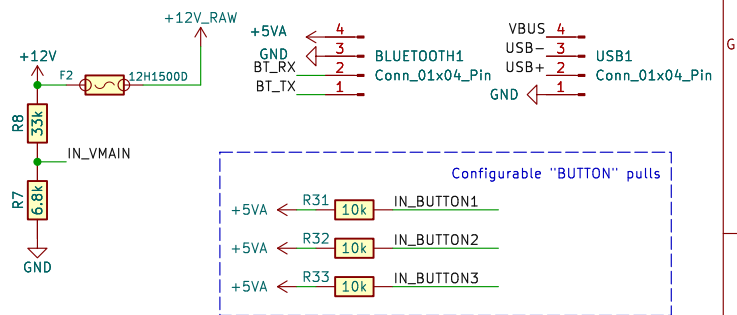 +12V_RAW
+12V
F2
12H1500D
R8
33k
IN_VMAIN
R7
6.8k
GND
+5VA
4
GND
3
BT_RX
2
BT_TX
1
BLUETOOTH1
Conn_01x04_Pin
VBUS
4
USB-
3
USB+
2
GND
1
USB1
Conn_01x04_Pin
G
Configurable "BUTTON" pulls
+5VA
R31
10k
IN_BUTTON1
+5VA
R32
10k
IN_BUTTON2
+5VA
R33
10k
IN_BUTTON3